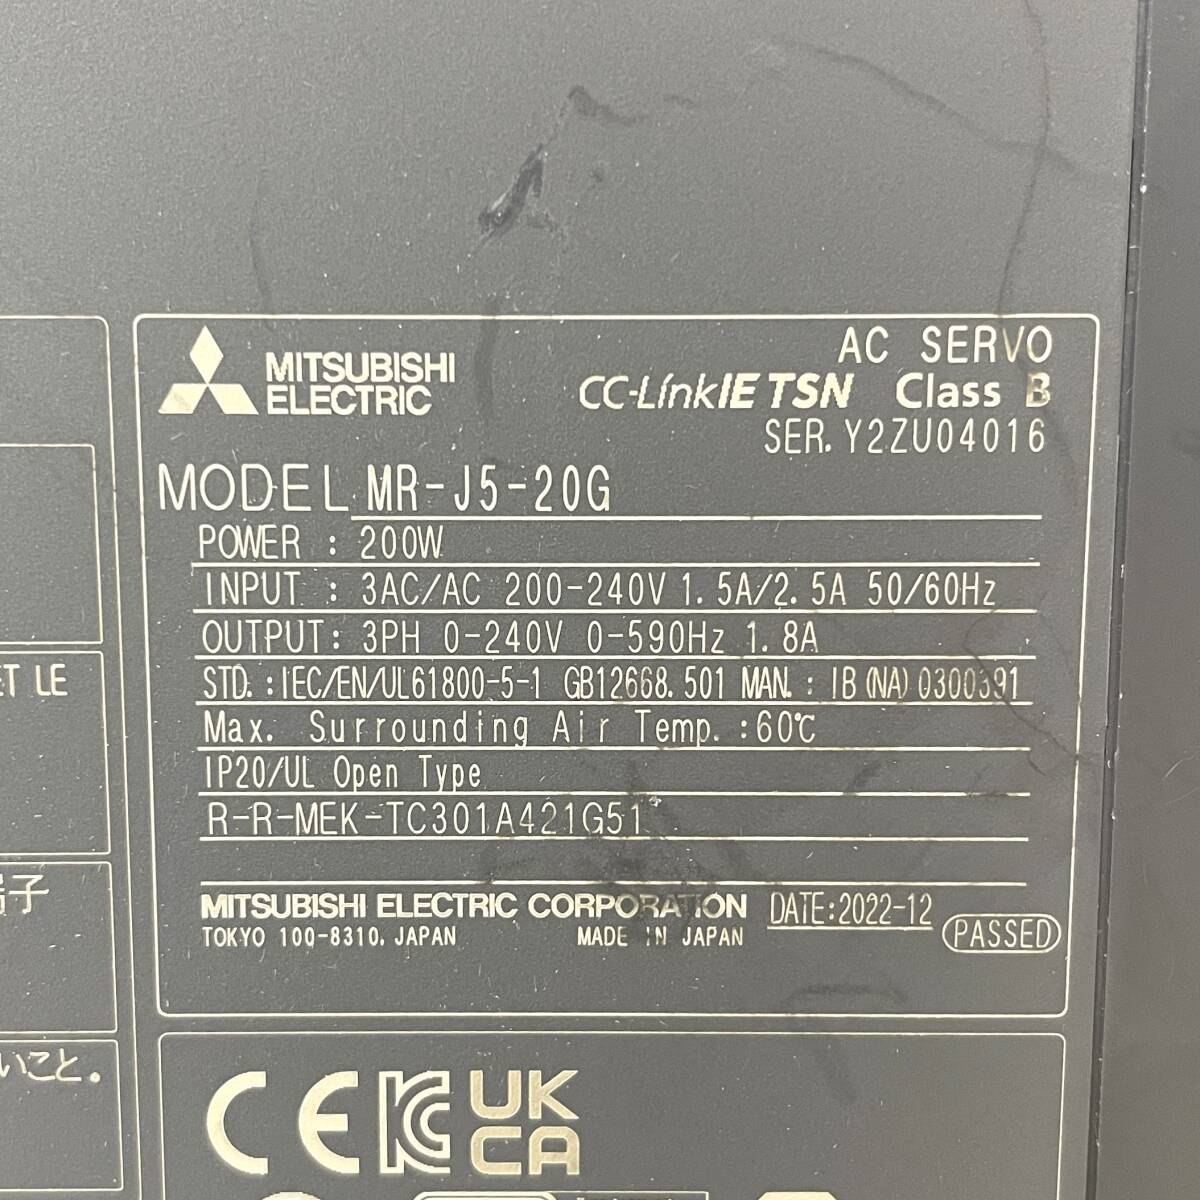 MITSUBISHI
ELECTRIC
AC SERVO
CC-Link IE TSN Class B
SER. Y2ZU04016
MODEL MR-J5-20G
POWER : 200W
INPUT : 3AC/AC 200-240V 1.5A/2.5A 50/60Hz
OUTPUT: 3PH 0-240V 0-590Hz 1.8A
STD. : IEC/EN/UL61800-5-1 GB12668.501 MAN. : IB(NA)0300391
Max. Surrounding Air Temp. :60℃
IP20/UL Open Type
R-R-MEK-TC301A421G51
MITSUBISHI ELECTRIC CORPORATION DATE:2022-12
TOKYO 100-8310, JAPAN MADE IN JAPAN PASSED
ET LE
子
いこと。
CE KC UK
CA